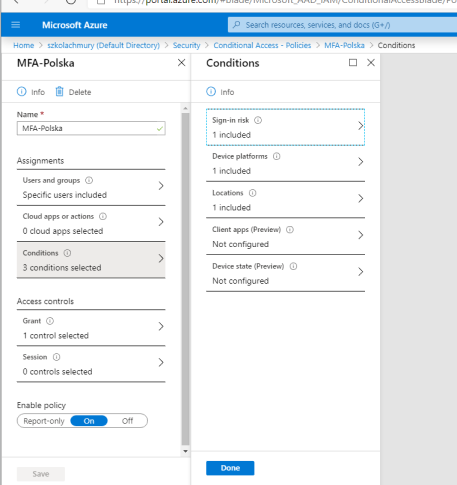 https://portal.azure.com/#blade/Microsoft_AAD_IAM/ConditionalAccessBlade/Po
Microsoft Azure
Search resources, services, and docs (G+/)
Home > szkolachmury (Default Directory) > Security > Conditional Access - Policies > MFA-Polska > Conditions
MFA-Polska
Info Delete
Name *
MFA-Polska
Assignments
Users and groups
Specific users included
Cloud apps or actions
0 cloud apps selected
Conditions
3 conditions selected
Access controls
Grant
1 control selected
Session
0 controls selected
Enable policy
Report-only On Off
Save
Conditions
Info
Sign-in risk
1 included
Device platforms
1 included
Locations
1 included
Client apps (Preview)
Not configured
Device state (Preview)
Not configured
Done